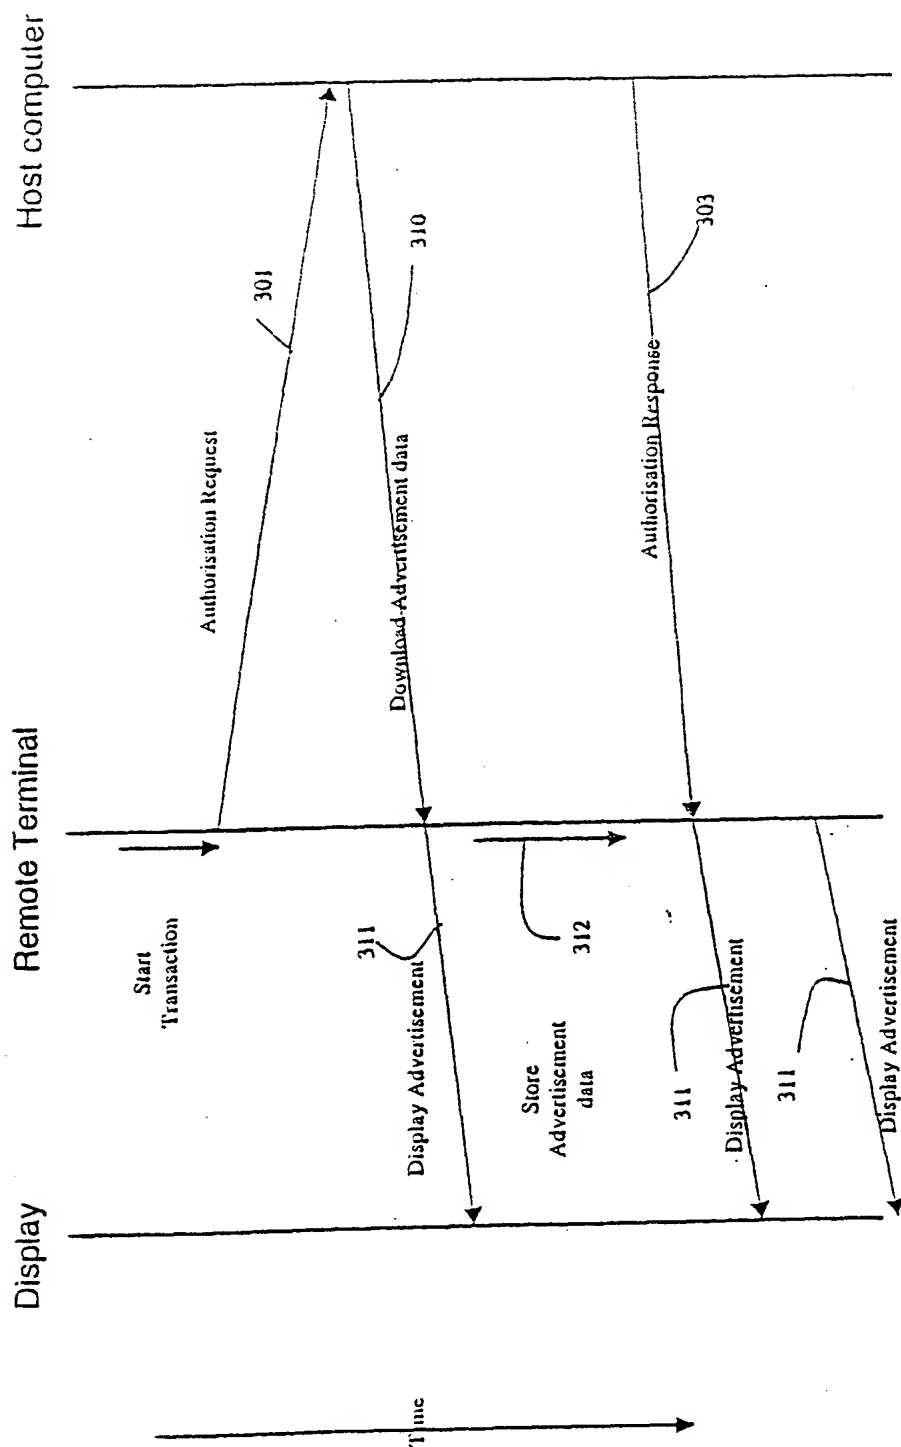 Display
Remote Terminal
Host computer
Time
Start
Transaction
Authorisation Request
301
310
Download Advertisement data
311
Display Advertisement
Store
Advertisement
data
312
303
Authorisation Response
311
Display Advertisement
311
Display Advertisement